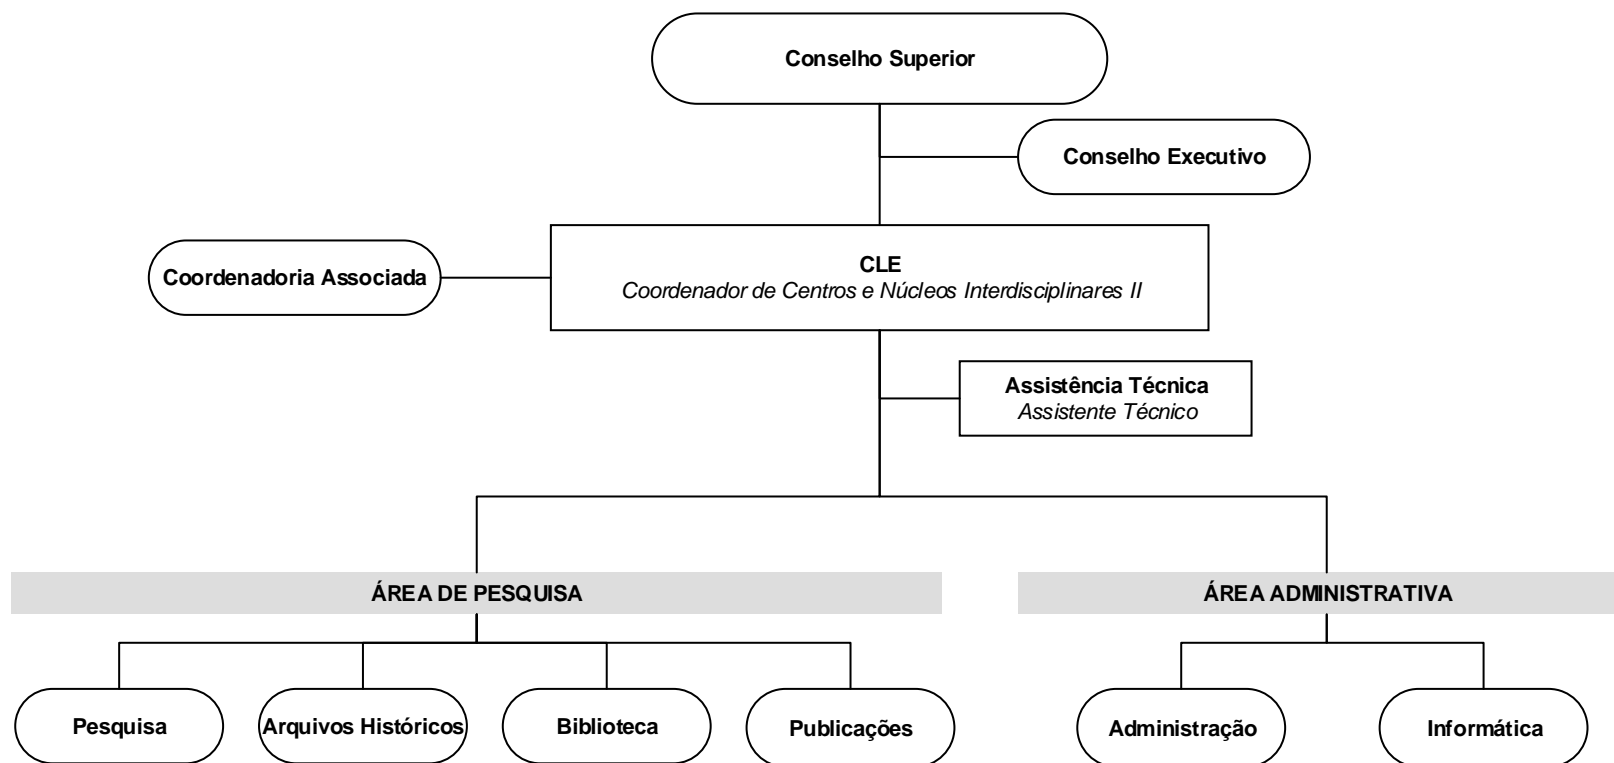 Conselho Superior
Conselho Executivo
Coordenadoria Associada
CLE
Coordenador de Centros e Núcleos Interdisciplinares II
Assistência Técnica
Assistente Técnico
ÁREA DE PESQUISA
ÁREA ADMINISTRATIVA
Pesquisa
Arquivos Históricos
Biblioteca
Publicações
Administração
Informática